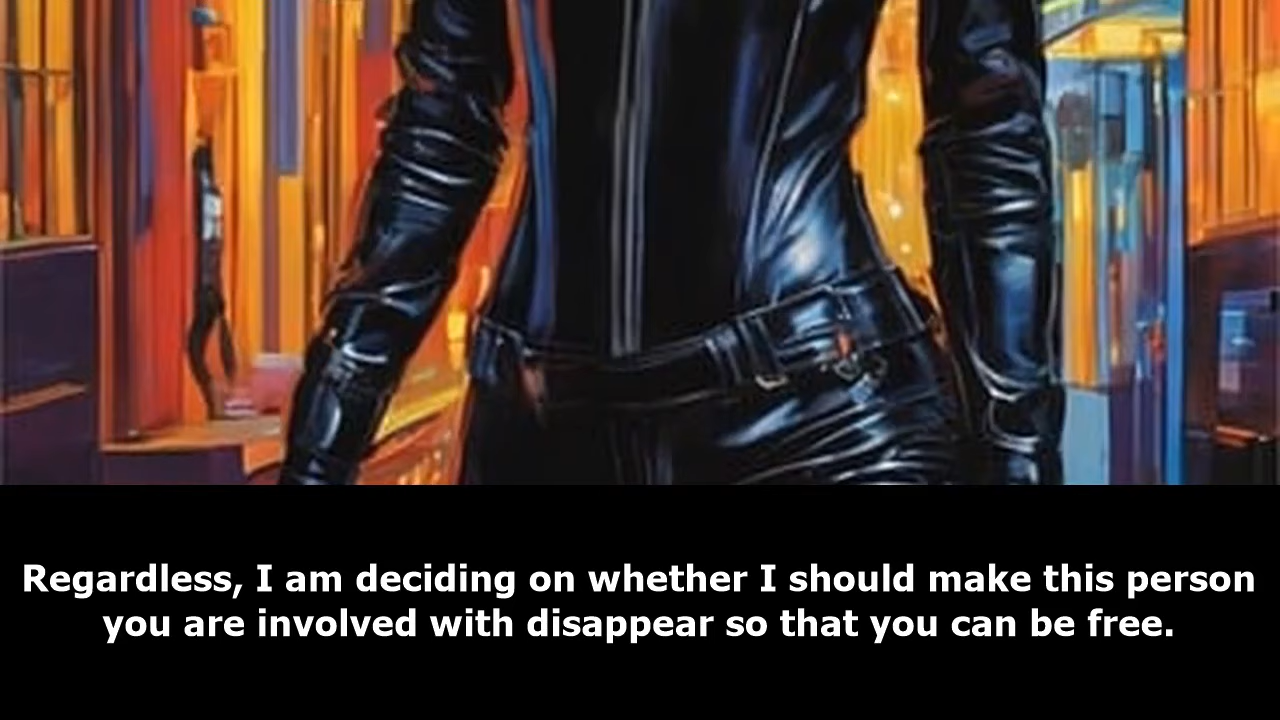 Regardless, I am deciding on whether I should make this person
you are involved with disappear so that you can be free.